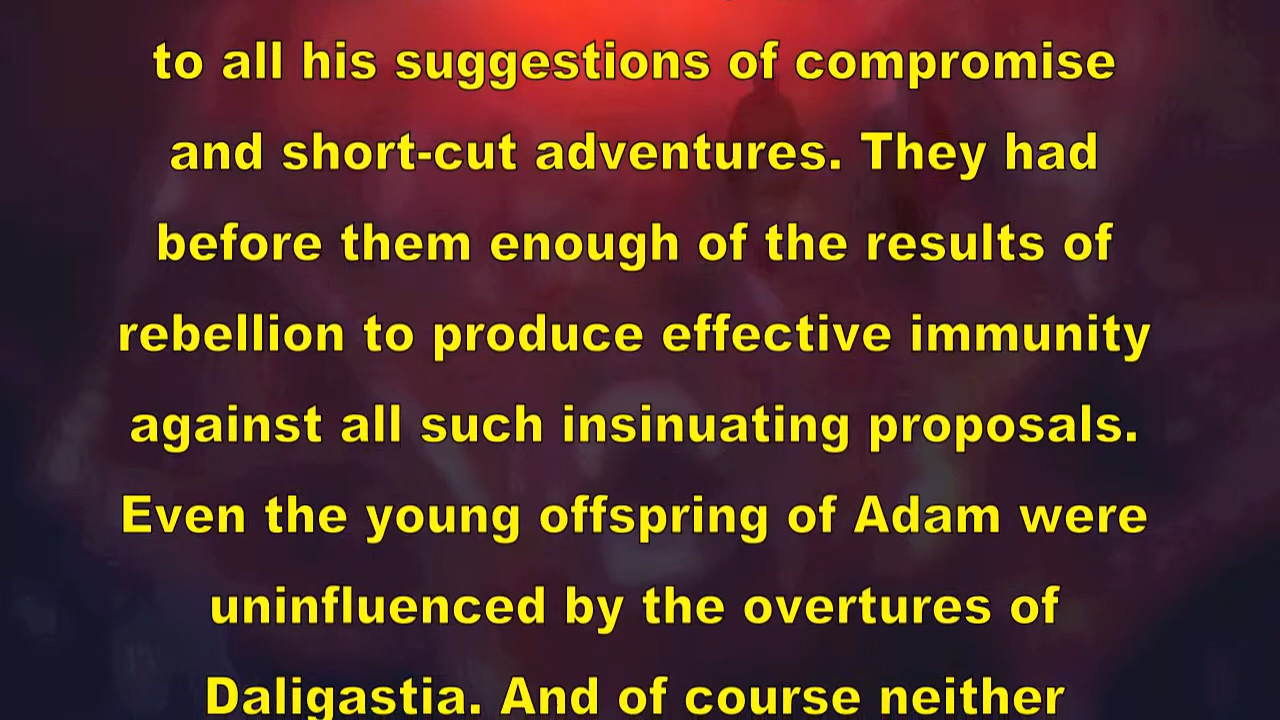 to all his suggestions of compromise
and short-cut adventures. They had
before them enough of the results of
rebellion to produce effective immunity
against all such insinuating proposals.
Even the young offspring of Adam were
uninfluenced by the overtures of
Daligastia. And of course neither